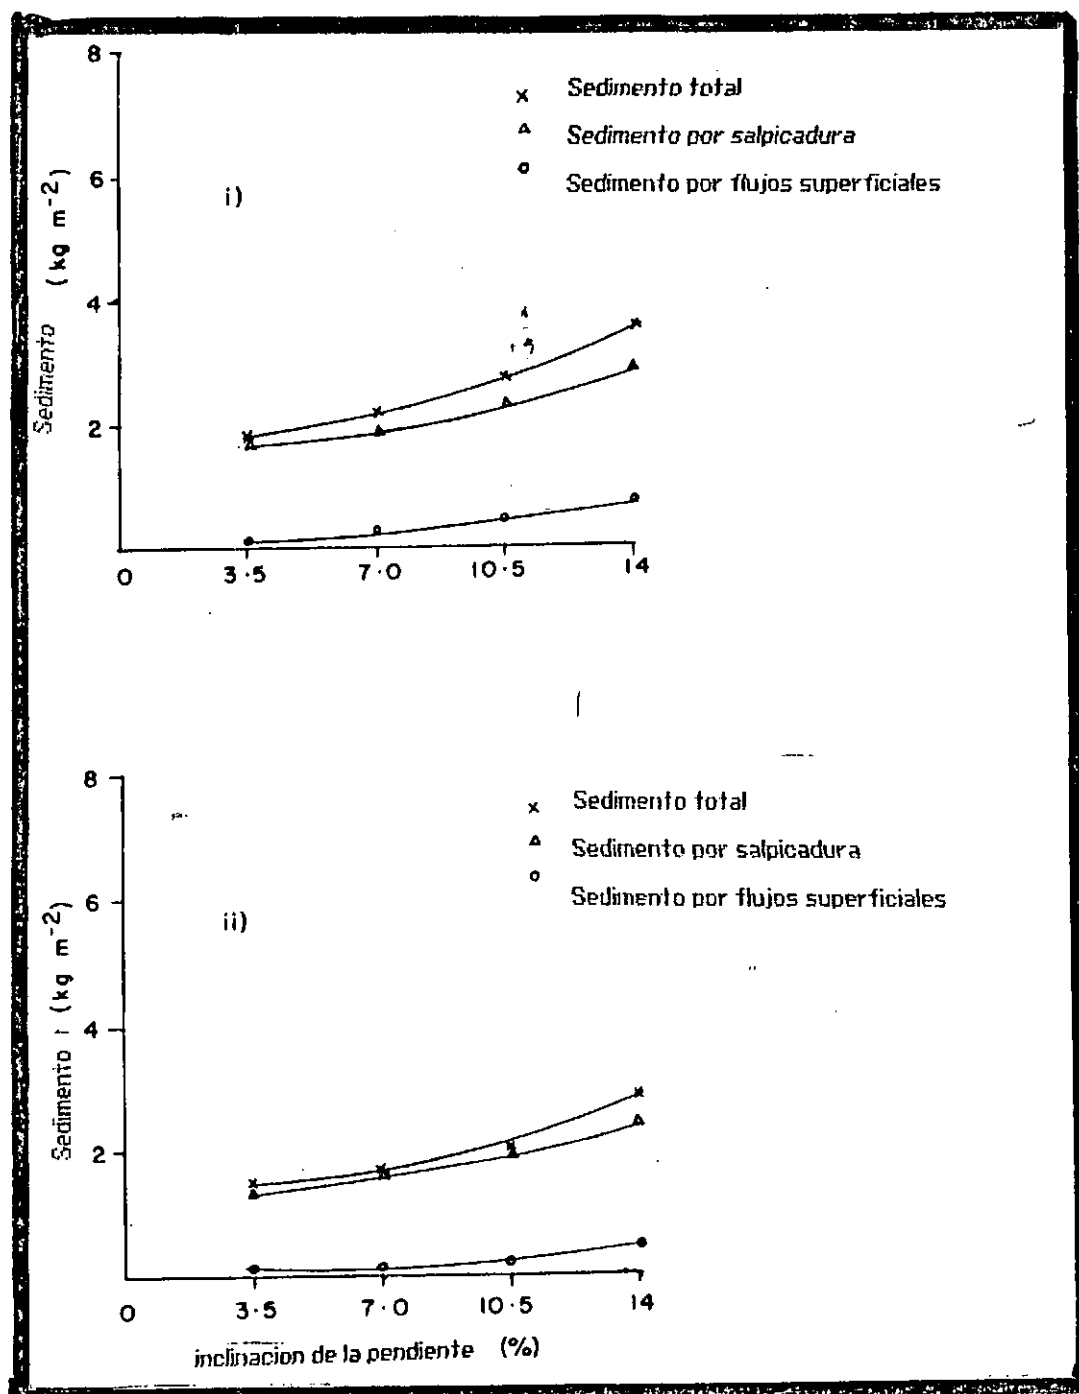 8
Sedimento total
Sedimento por salpicadura
6
Sedimento por flujos superficiales
i)
Sedimento (kg m⁻²)
4
2
0 3·5 7·0 10·5 14
8
Sedimento total
Sedimento por salpicadura
6
Sedimento por flujos superficiales
ii)
Sedimento (kg m⁻²)
4
2
0 3·5 7·0 10·5 14
inclinacion de la pendiente (%)